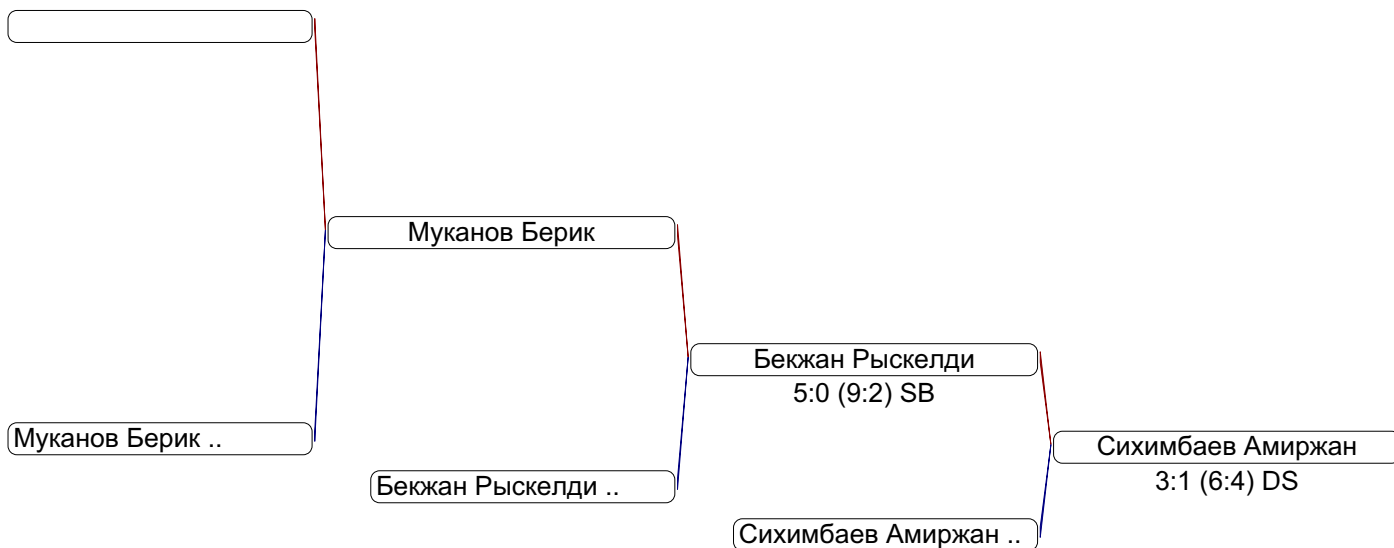 Муканов Берик
Бекжан Рыскелди
5:0 (9:2) SB
Муканов Берик ..
Сихимбаев Амиржан
3:1 (6:4) DS
Бекжан Рыскелди ..
Сихимбаев Амиржан ..